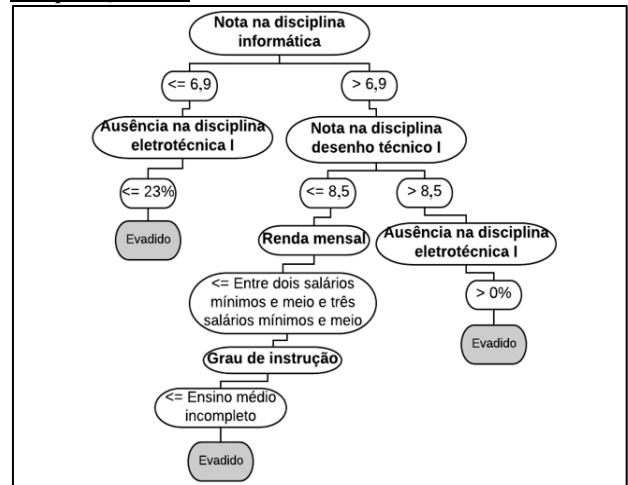 Nota na disciplina
informática
<= 6,9
> 6,9
Ausência na disciplina
eletrotécnica I
Nota na disciplina
desenho técnico I
<= 23%
<= 8,5
> 8,5
Evadido
Renda mensal
Ausência na disciplina
eletrotécnica I
<= Entre dois salários
mínimos e meio e três
salários mínimos e meio
> 0%
Evadido
Grau de instrução
<= Ensino médio
incompleto
Evadido